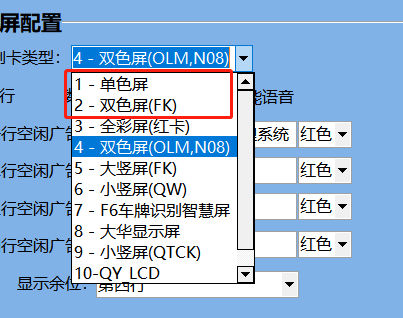 屏配置
制卡类型： 4 - 双色屏(OLM,N08)
1 - 单色屏
行 能语音
2 - 双色屏(FK)
3 - 全彩屏(红卡)
行空闲广 系统 红色
4 - 双色屏(OLM,N08)
5 - 大竖屏(FK)
行空闲广 红色
6 - 小竖屏(QW)
7 - F6车牌识别智慧屏
行空闲广 红色
8 - 大华显示屏
9 - 小竖屏(QTCK)
行空闲广 红色
10-QY_LCD
显示余位： 第四行